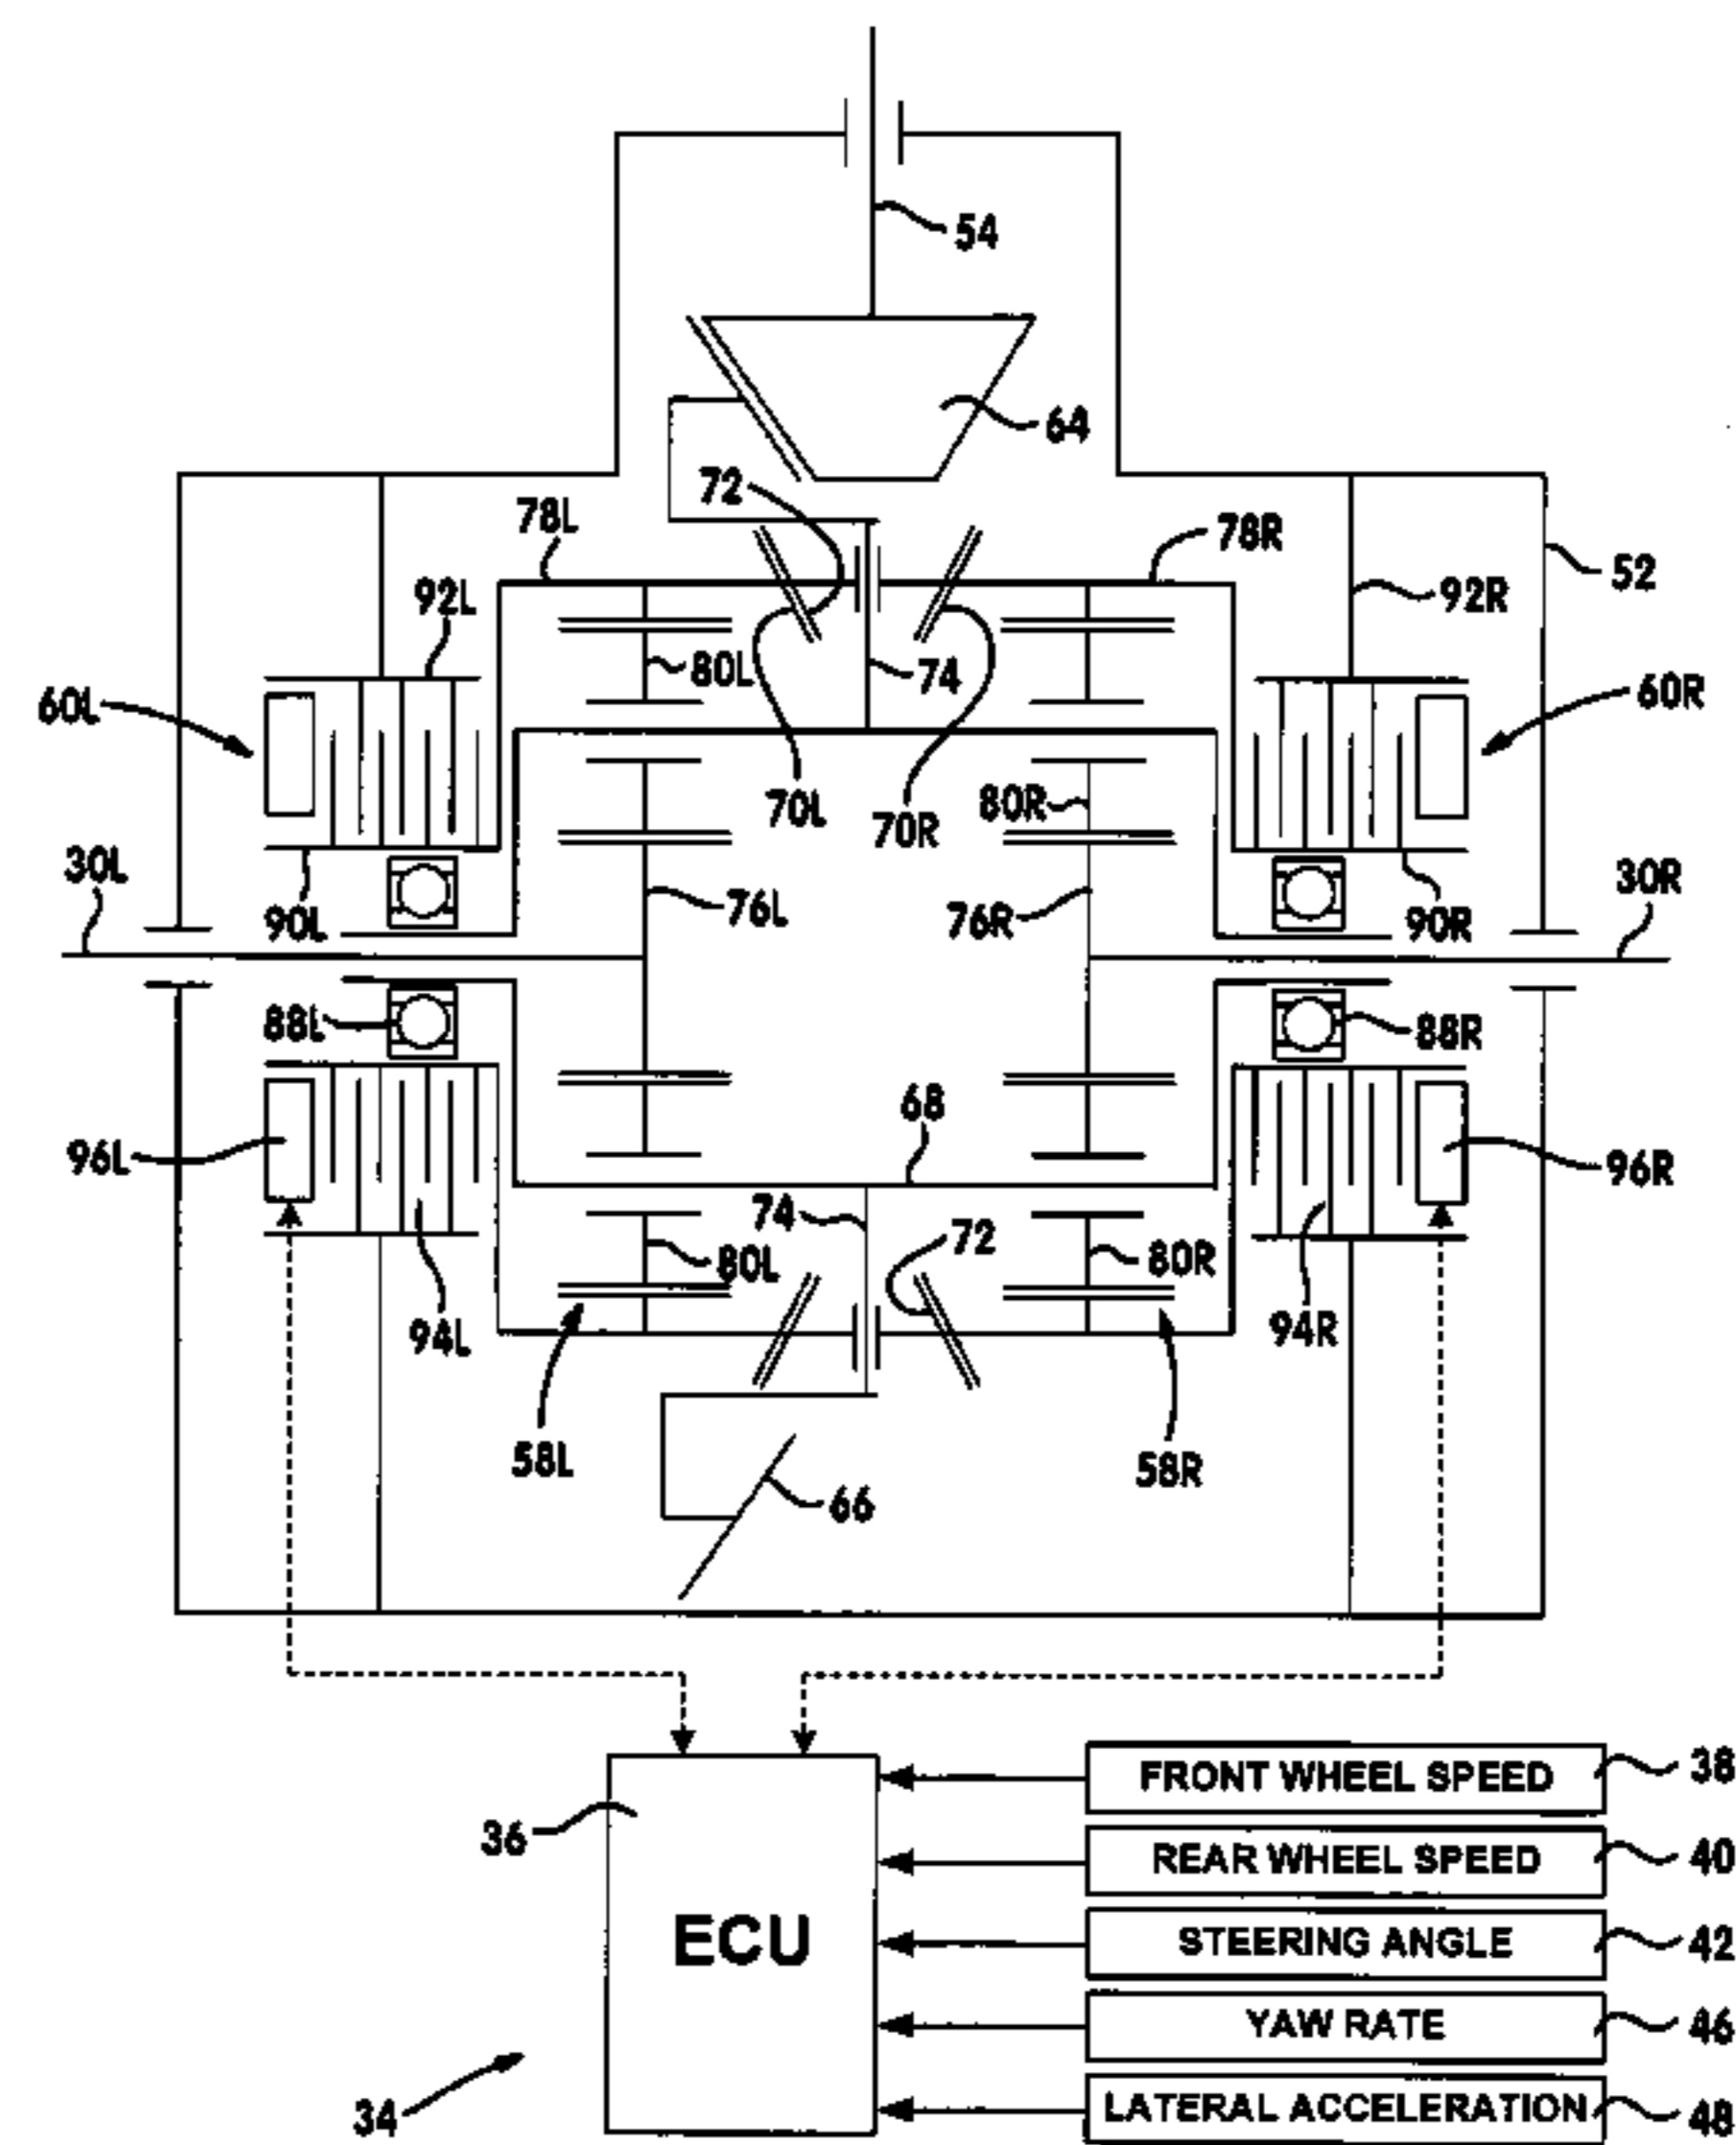 54
64
72
78L
78R
52
92L
92R
80L
74
60L
60R
70L
70R
80R
30L
30R
90L
76L
76R
90R
88L
88R
68
96L
96R
74
72
80L
80R
94L
94R
58L
58R
66
FRONT WHEEL SPEED 38
36
REAR WHEEL SPEED 40
ECU
STEERING ANGLE 42
YAW RATE 46
34
LATERAL ACCELERATION 48